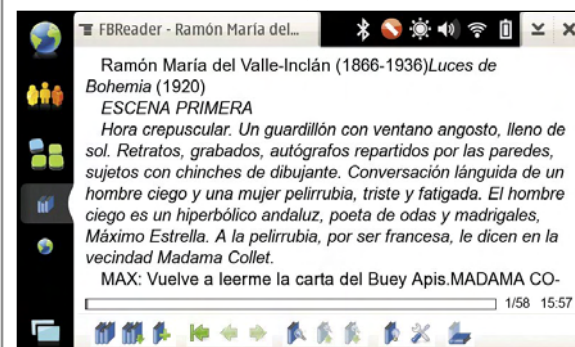 FBReader - Ramón María del...
Ramón María del Valle-Inclán (1866-1936)Luces de
Bohemia (1920)
ESCENA PRIMERA
Hora crepuscular. Un guardillón con ventano angosto, lleno de
sol. Retratos, grabados, autógrafos repartidos por las paredes,
sujetos con chinches de dibujante. Conversación lánguida de un
hombre ciego y una mujer pelirrubia, triste y fatigada. El hombre
ciego es un hiperbólico andaluz, poeta de odas y madrigales,
Máximo Estrella. A la pelirrubia, por ser francesa, le dicen en la
vecindad Madama Collet.
MAX: Vuelve a leerme la carta del Buey Apis.MADAMA CO-
1/58 15:57